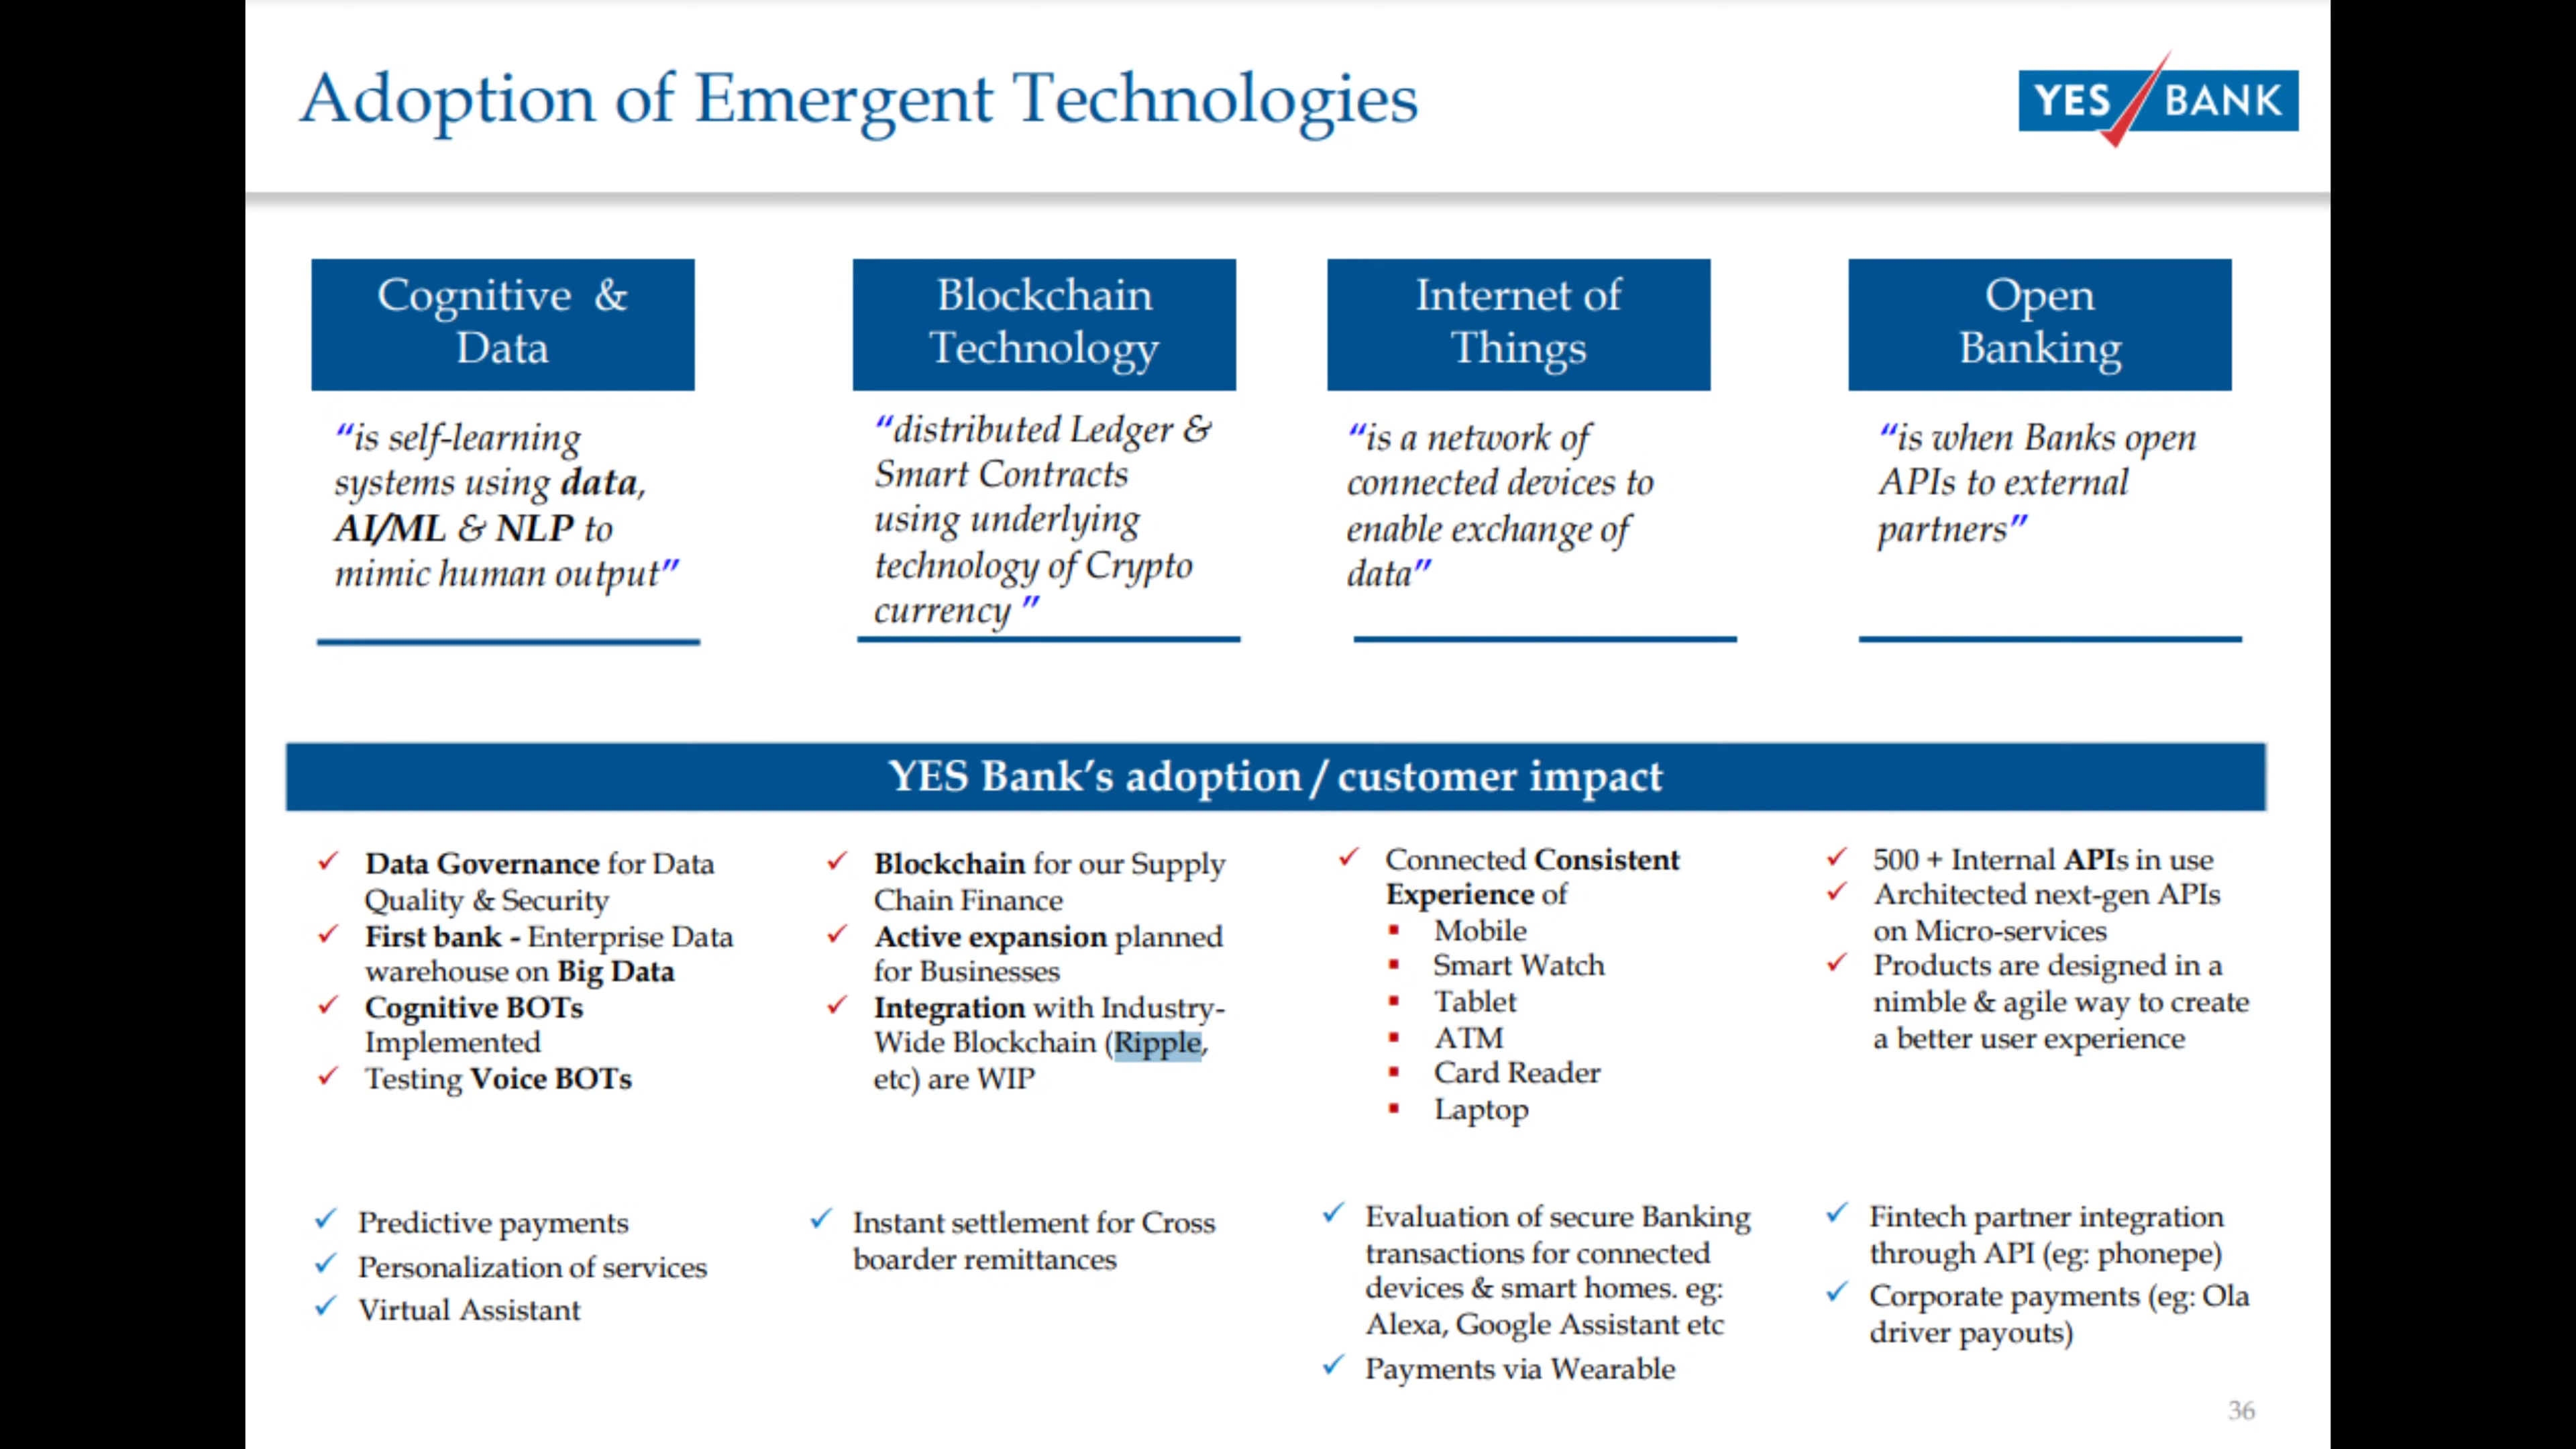 Adoption of Emergent Technologies
YES BANK
Cognitive &
Data
“is self-learning
systems using data,
AI/ML & NLP to
mimic human output”
Blockchain
Technology
“distributed Ledger &
Smart Contracts
using underlying
technology of Crypto
currency ”
Internet of
Things
“is a network of
connected devices to
enable exchange of
data”
Open
Banking
“is when Banks open
APIs to external
partners”
YES Bank’s adoption / customer impact
✓ Data Governance for Data
Quality & Security
✓ First bank - Enterprise Data
warehouse on Big Data
✓ Cognitive BOTs
Implemented
✓ Testing Voice BOTs
✓ Blockchain for our Supply
Chain Finance
✓ Active expansion planned
for Businesses
✓ Integration with Industry-
Wide Blockchain (Ripple,
etc) are WIP
✓ Connected Consistent
Experience of
▪ Mobile
▪ Smart Watch
▪ Tablet
▪ ATM
▪ Card Reader
▪ Laptop
✓ 500 + Internal APIs in use
✓ Architected next-gen APIs
on Micro-services
✓ Products are designed in a
nimble & agile way to create
a better user experience
✓ Predictive payments
✓ Personalization of services
✓ Virtual Assistant
✓ Instant settlement for Cross
boarder remittances
✓ Evaluation of secure Banking
transactions for connected
devices & smart homes. eg:
Alexa, Google Assistant etc
✓ Payments via Wearable
✓ Fintech partner integration
through API (eg: phonepe)
✓ Corporate payments (eg: Ola
driver payouts)
36